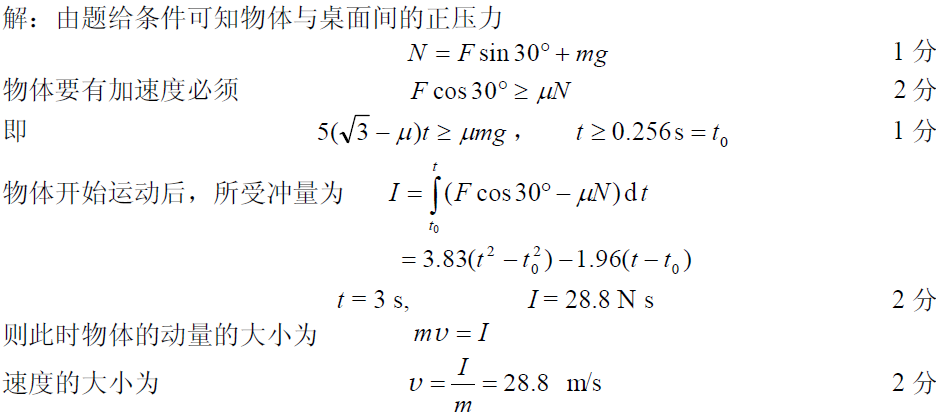 解：由题给条件可知物体与桌面间的正压力
N = F sin 30° + mg 1 分
物体要有加速度必须 F cos 30° ≥ μN 2 分
即 5(√3 − μ)t ≥ μmg ， t ≥ 0.256 s = t₀ 1 分
物体开始运动后，所受冲量为 I = ∫_{t₀}^{t} (F cos 30° − μN) d t
= 3.83(t² − t₀²) − 1.96(t − t₀)
t = 3 s, I = 28.8 N s 2 分
则此时物体的动量的大小为 mυ = I
速度的大小为 υ = I/m = 28.8 m/s 2 分